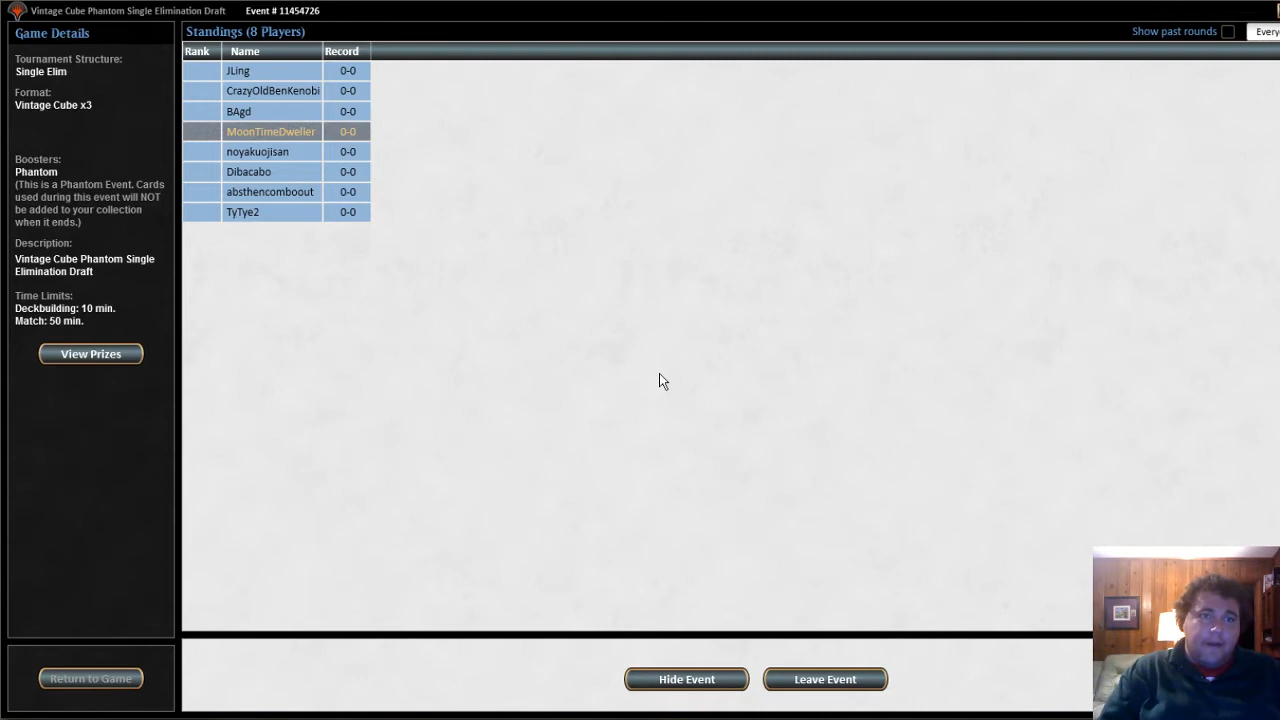 Vintage Cube Phantom Single Elimination Draft Event # 11454726
Game Details
Tournament Structure:
Single Elim
Format:
Vintage Cube x3
Boosters:
Phantom
(This is a Phantom Event. Cards
used during this event will NOT
be added to your collection
when it ends.)
Description:
Vintage Cube Phantom Single
Elimination Draft
Time Limits:
Deckbuilding: 10 min.
Match: 50 min.
View Prizes
Return to Game
Standings (8 Players) Show past rounds Every
Rank Name Record
JLing 0-0
CrazyOldBenKenobi 0-0
BAgd 0-0
MoonTimeDweller 0-0
noyakuojisan 0-0
Dibacabo 0-0
absthencomboout 0-0
TyTye2 0-0
Hide Event Leave Event